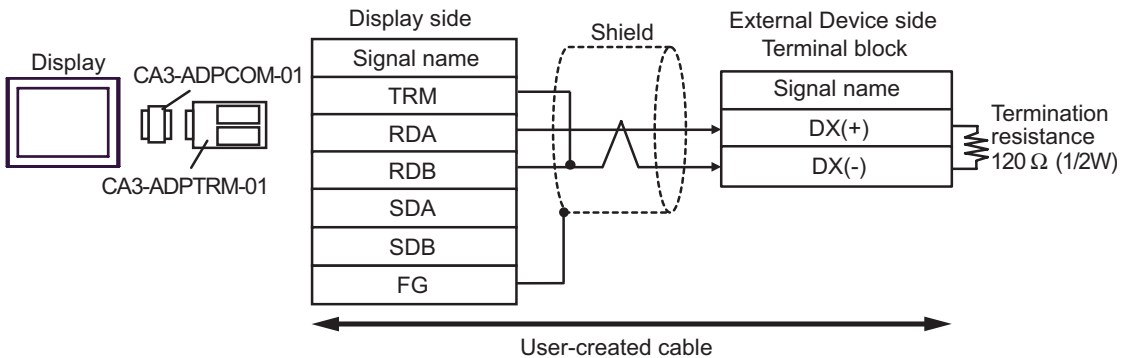 Display
CA3-ADPCOM-01
CA3-ADPTRM-01
Display side
Signal name
TRM
RDA
RDB
SDA
SDB
FG
Shield
External Device side
Terminal block
Signal name
DX(+)
DX(-)
Termination
resistance
120 Ω (1/2W)
User-created cable